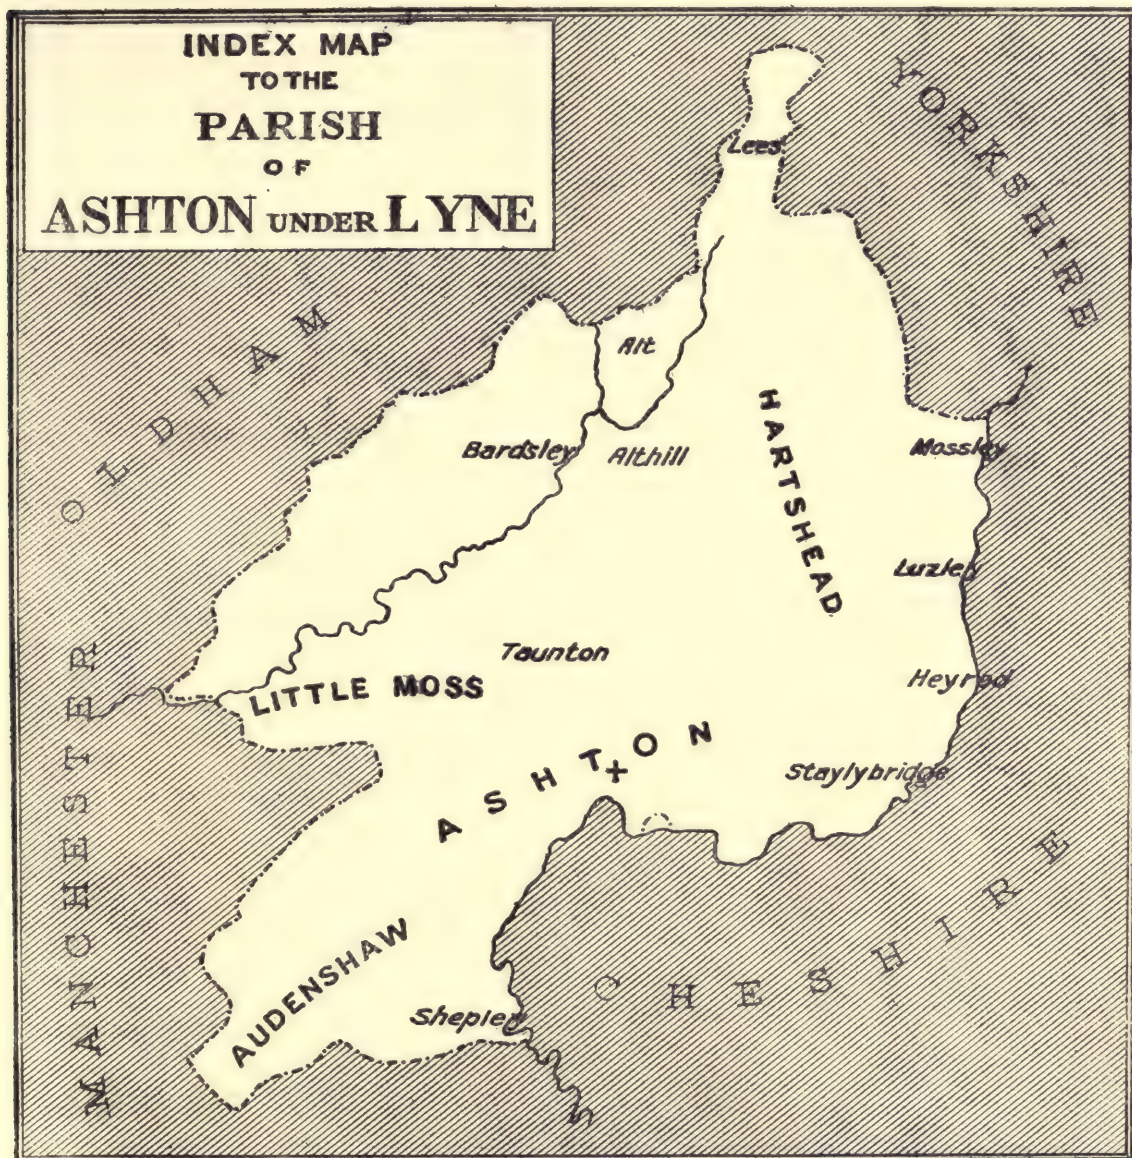 INDEX MAP
TO THE
PARISH
OF
ASHTON UNDER LYNE
YORKSHIRE
Lees
OLDHAM
Alt
HARTSHEAD
Bardsley
Althill
Mossley
Luzley
Taunton
Heyrod
LITTLE MOSS
MANCHESTER
ASHTON
Staylybridge
CHESHIRE
AUDENSHAW
Shepley